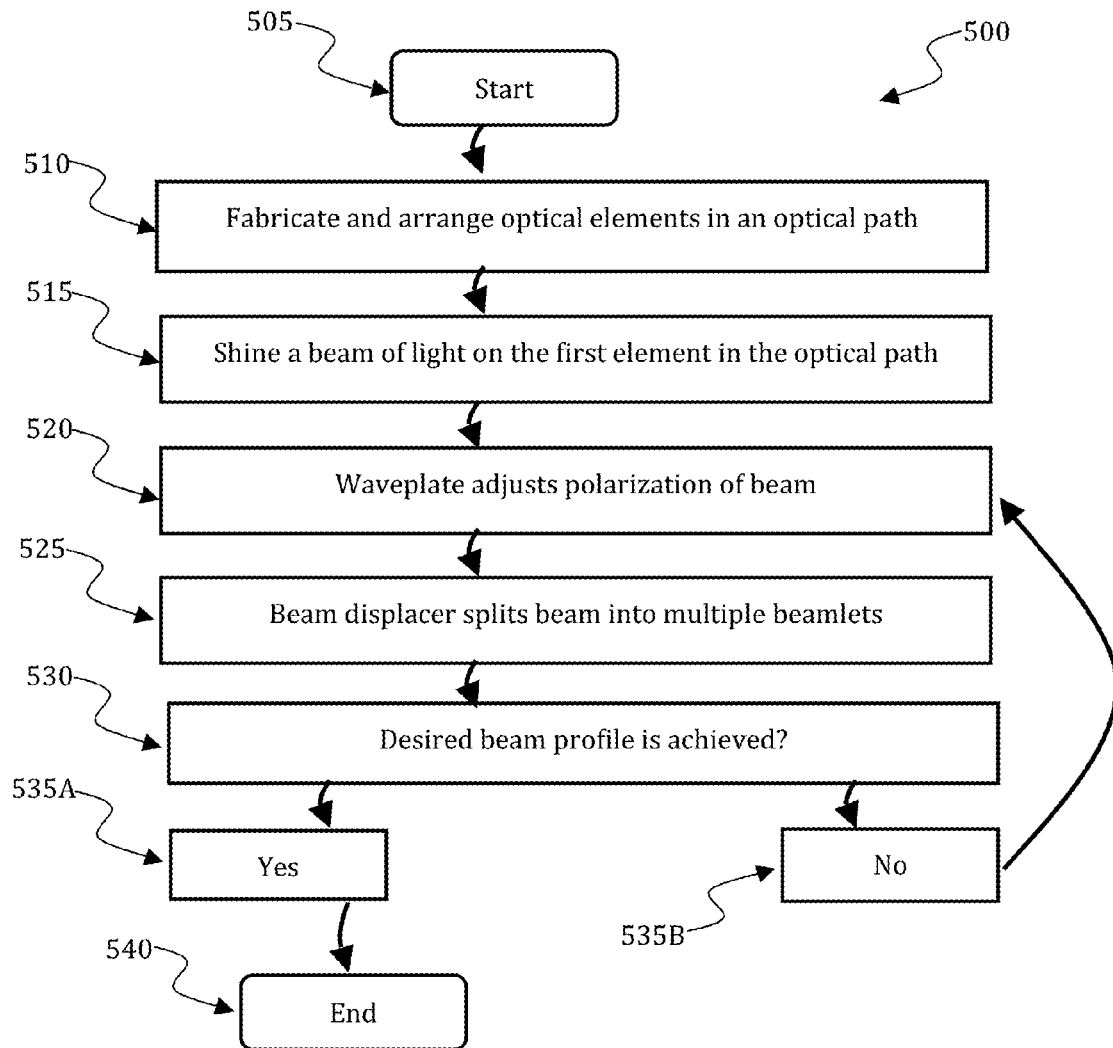 505
500
Start
510
Fabricate and arrange optical elements in an optical path
515
Shine a beam of light on the first element in the optical path
520
Waveplate adjusts polarization of beam
525
Beam displacer splits beam into multiple beamlets
530
Desired beam profile is achieved?
535A
Yes
No
535B
540
End